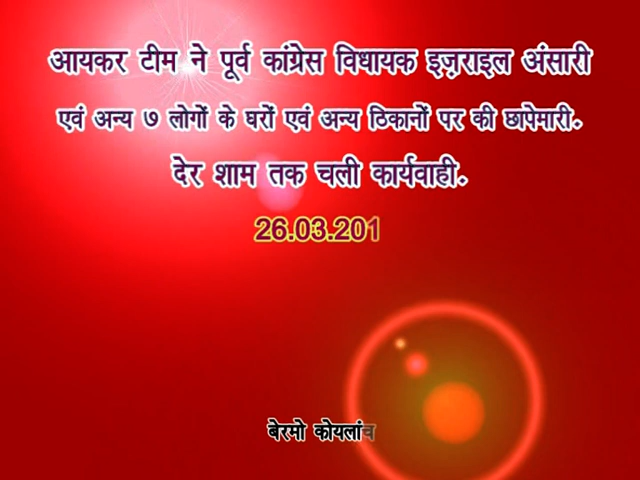 आयकर टीम ने पूर्व कांग्रेस विधायक इज़राइल अंसारी
एवं अन्य ७ लोगों के घरों एवं अन्य ठिकानों पर की छापेमारी.
देर शाम तक चली कार्यवाही.
26.03.201
बेरमो कोयलांच